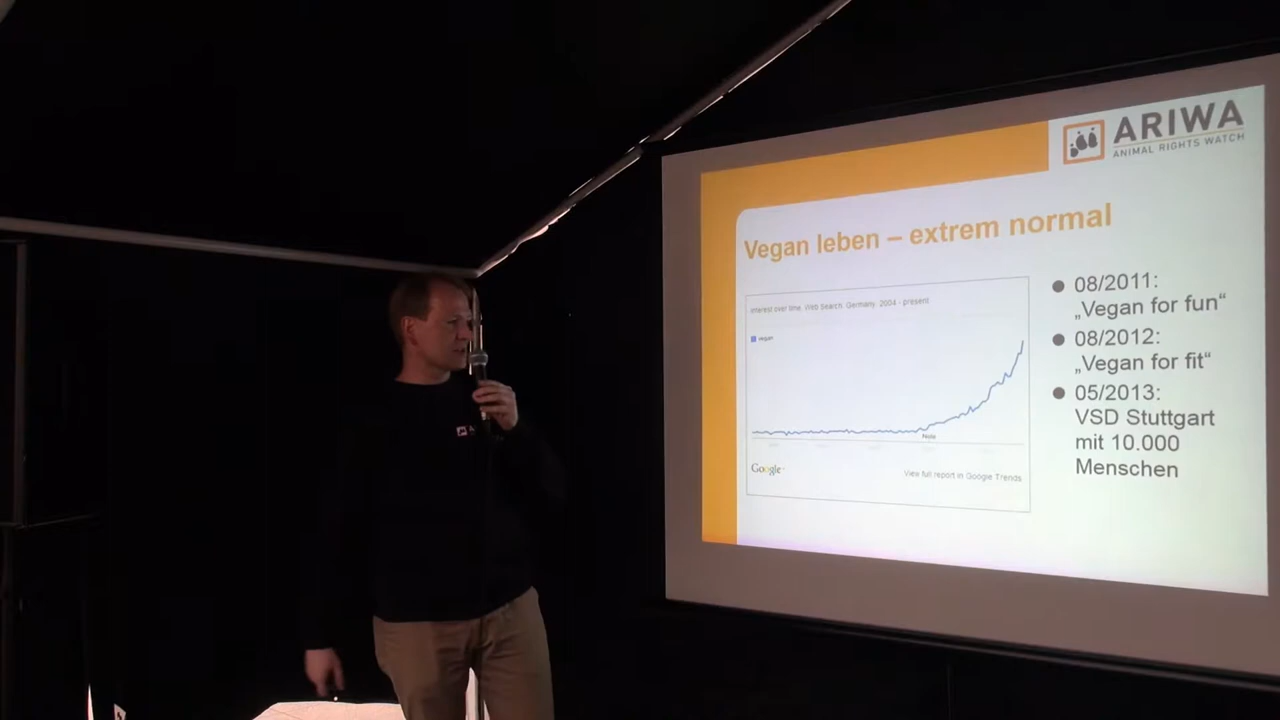 ARIWA
ANIMAL RIGHTS WATCH
Vegan leben – extrem normal
Interest over time. Web Search. Germany. 2004 - present
vegan
Note
Google
View full report in Google Trends
08/2011:
„Vegan for fun“
08/2012:
„Vegan for fit“
05/2013:
VSD Stuttgart
mit 10.000
Menschen